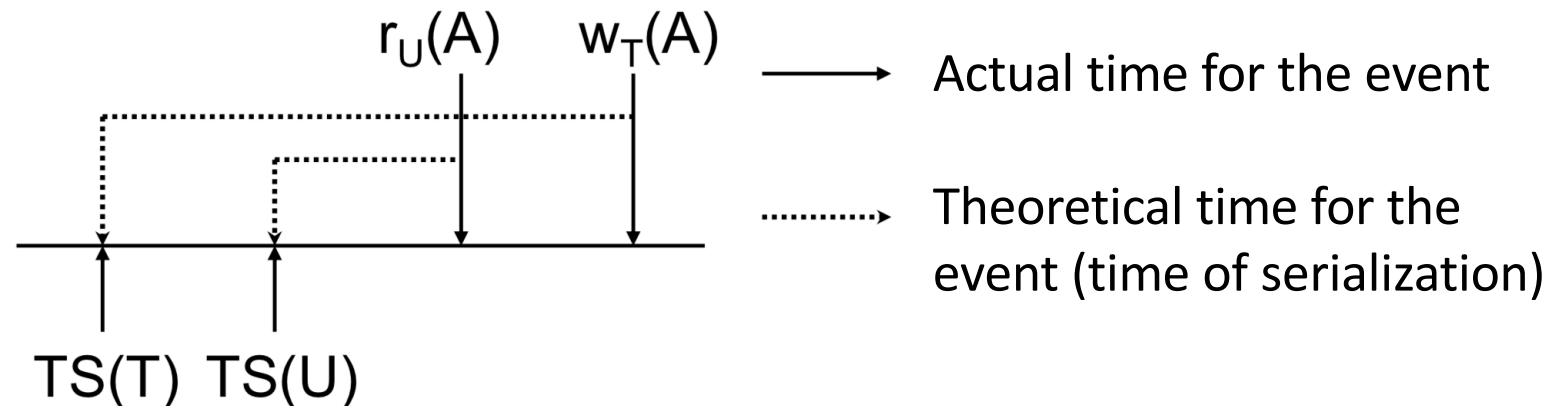 r_U(A) w_T(A)
Actual time for the event
Theoretical time for the
event (time of serialization)
TS(T) TS(U)